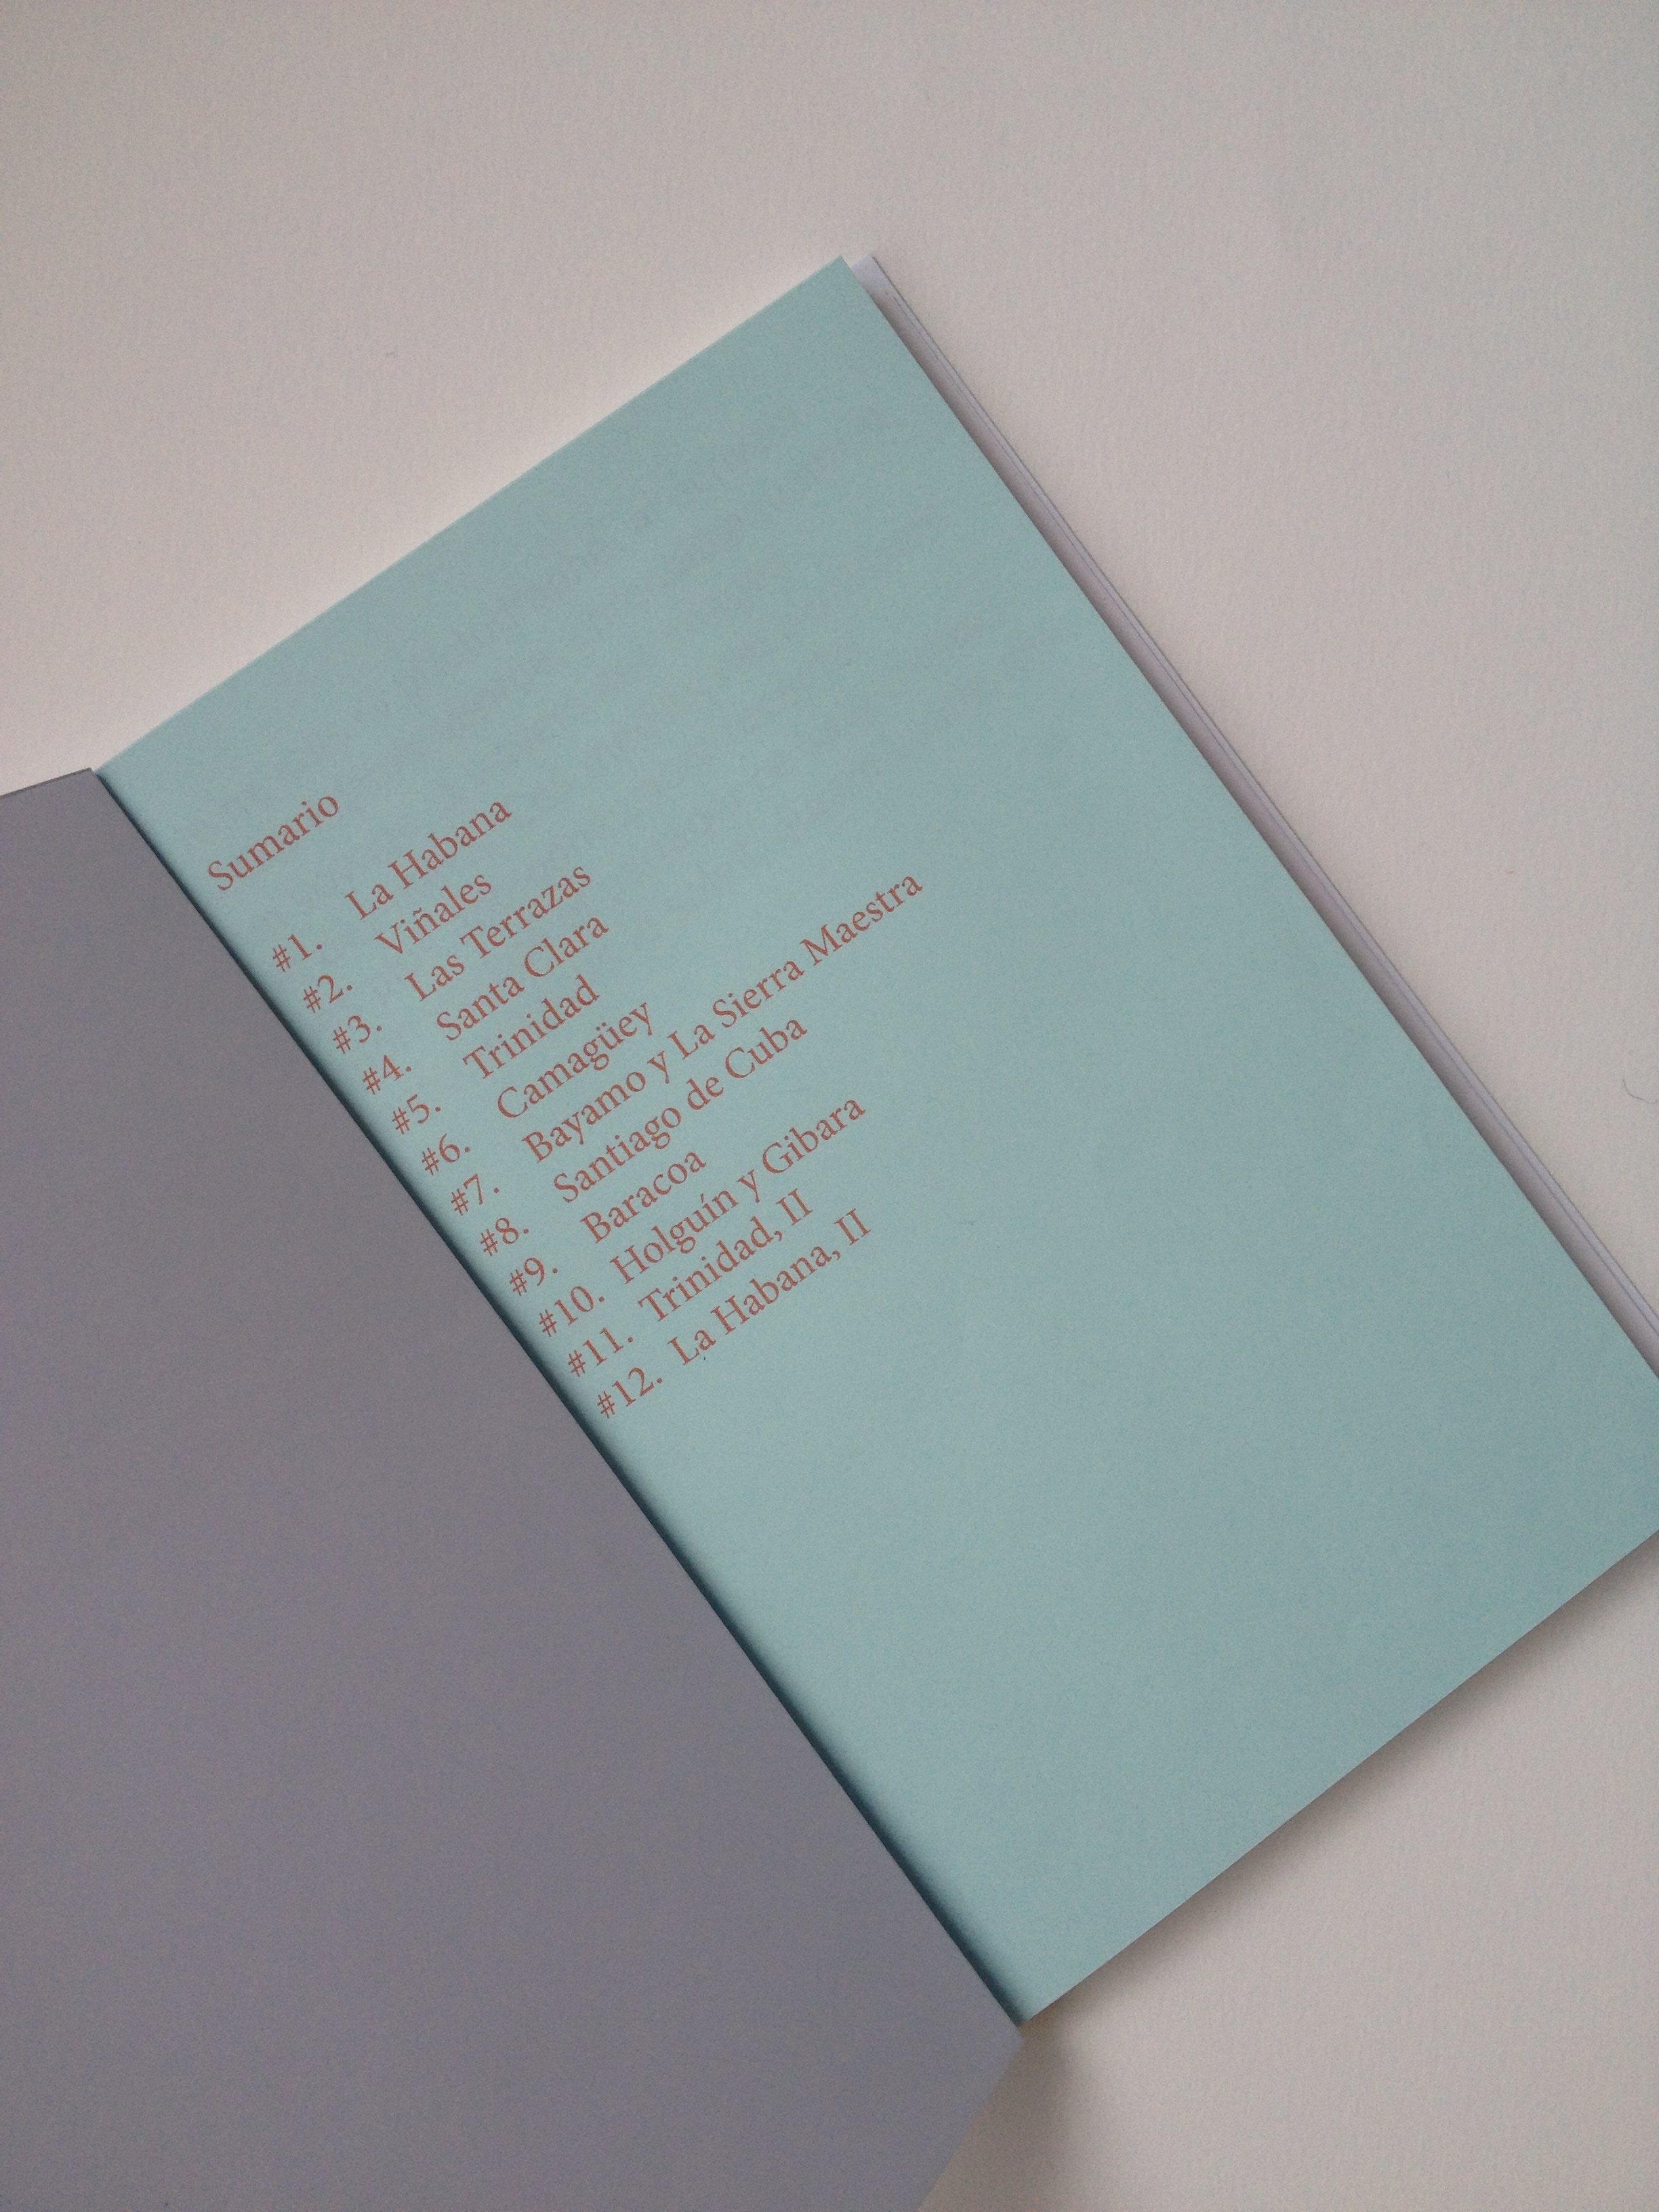 Sumario
#1. La Habana
#2. Viñales
#3. Las Terrazas
#4. Santa Clara
#5. Trinidad
#6. Camagüey
#7. Bayamo y La Sierra Maestra
#8. Santiago de Cuba
#9. Baracoa
#10. Holguín y Gibara
#11. Trinidad, II
#12. La Habana, II